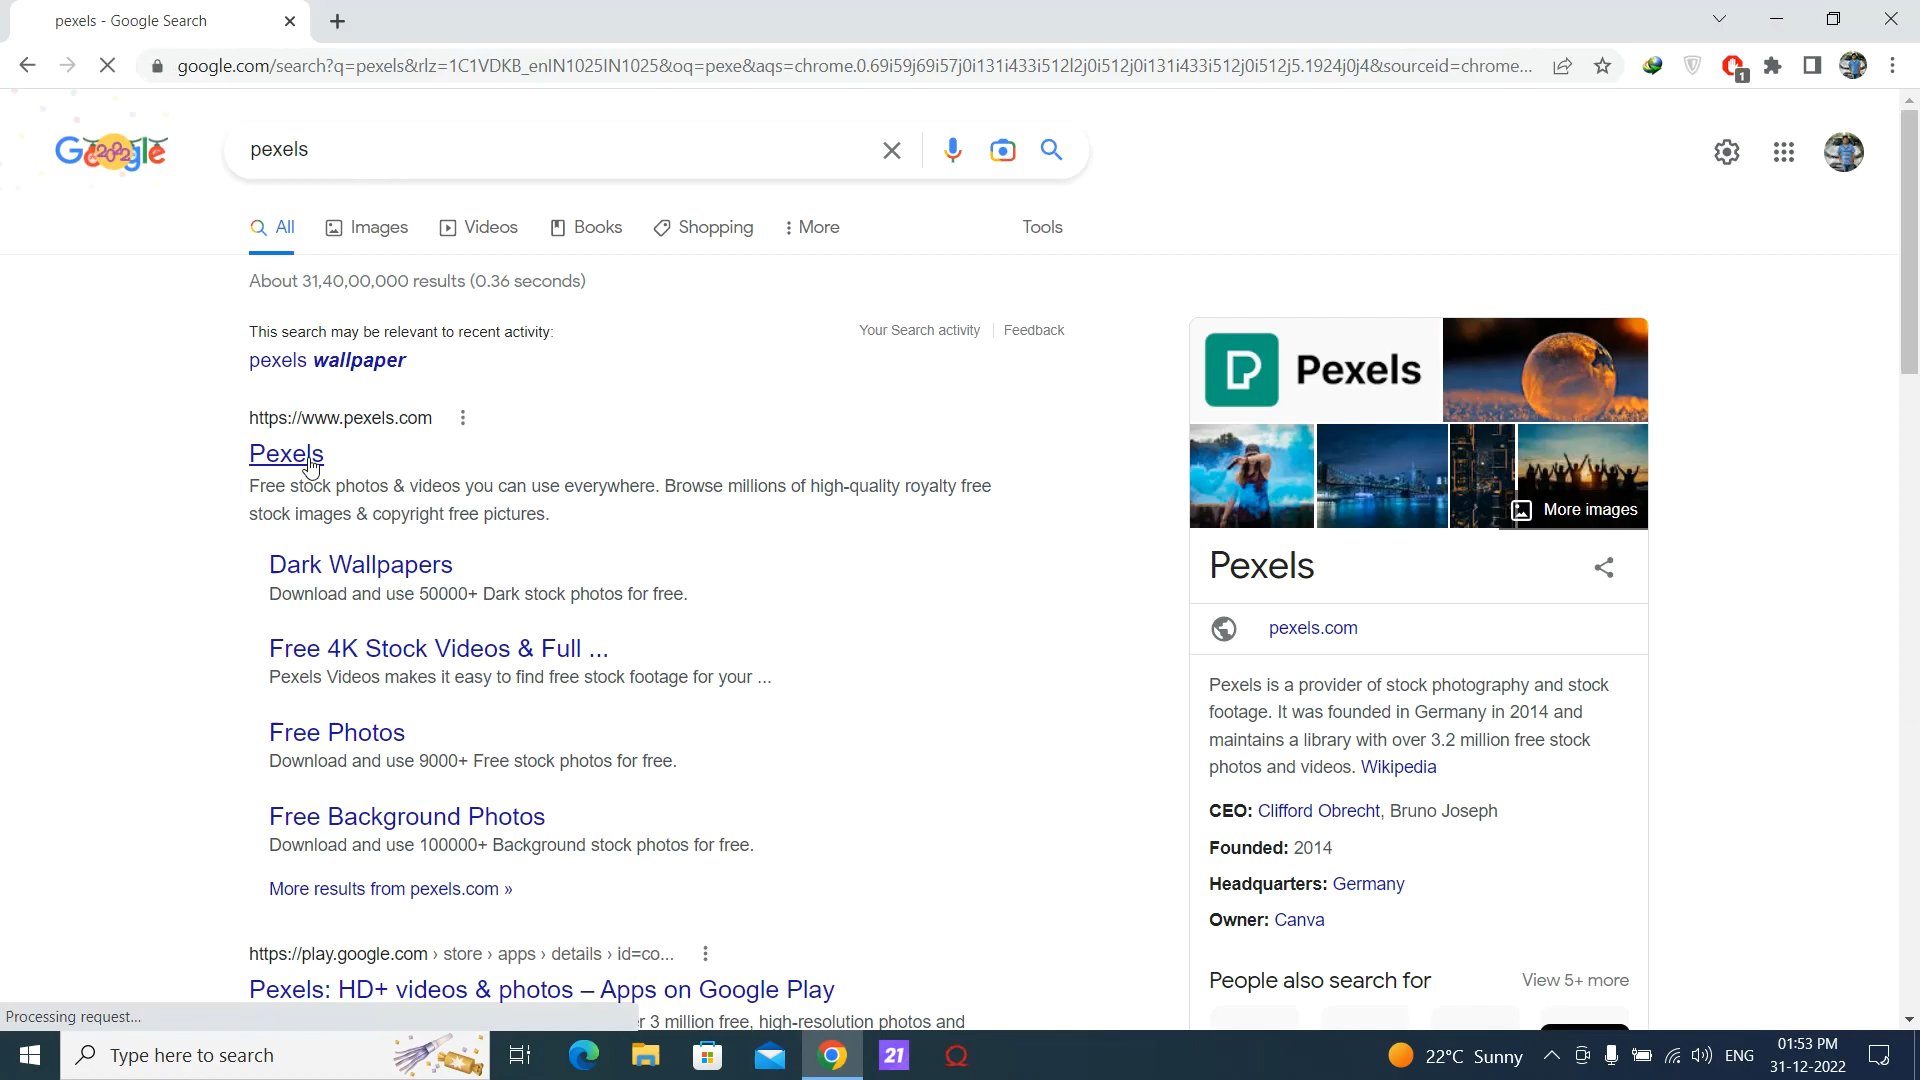 pexels - Google Search
google.com/search?q=pexels&rlz=1C1VDKB_enIN1025IN1025&oq=pexe&aqs=chrome.0.69i59j69i57j0i131i433i512l2j0i512j0i131i433i512j0i512j5.1924j0j4&sourceid=chrome...
1
Google
2022
pexels
All
Images
Videos
Books
Shopping
More
Tools
About 31,40,00,000 results (0.36 seconds)
This search may be relevant to recent activity:
Your Search activity
Feedback
pexels wallpaper
https://www.pexels.com
Pexels
Free stock photos & videos you can use everywhere. Browse millions of high-quality royalty free
stock images & copyright free pictures.
Dark Wallpapers
Download and use 50000+ Dark stock photos for free.
Free 4K Stock Videos & Full ...
Pexels Videos makes it easy to find free stock footage for your ...
Free Photos
Download and use 9000+ Free stock photos for free.
Free Background Photos
Download and use 100000+ Background stock photos for free.
More results from pexels.com »
https://play.google.com › store › apps › details › id=co...
Pexels: HD+ videos & photos – Apps on Google Play
3 million free, high-resolution photos and
Pexels
More images
Pexels
pexels.com
Pexels is a provider of stock photography and stock
footage. It was founded in Germany in 2014 and
maintains a library with over 3.2 million free stock
photos and videos. Wikipedia
CEO: Clifford Obrecht, Bruno Joseph
Founded: 2014
Headquarters: Germany
Owner: Canva
People also search for
View 5+ more
Processing request...
Type here to search
21
22°C Sunny
ENG
01:53 PM
31-12-2022